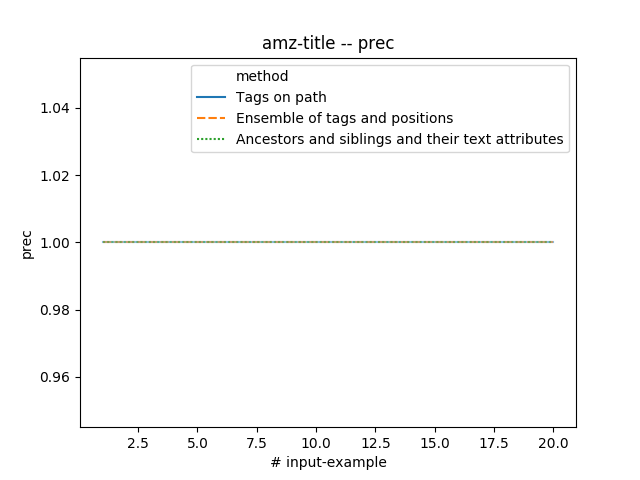 amz-title -- prec
method
Tags on path
Ensemble of tags and positions
Ancestors and siblings and their text attributes
1.04
1.02
1.00
0.98
0.96
prec
2.5 5.0 7.5 10.0 12.5 15.0 17.5 20.0
# input-example